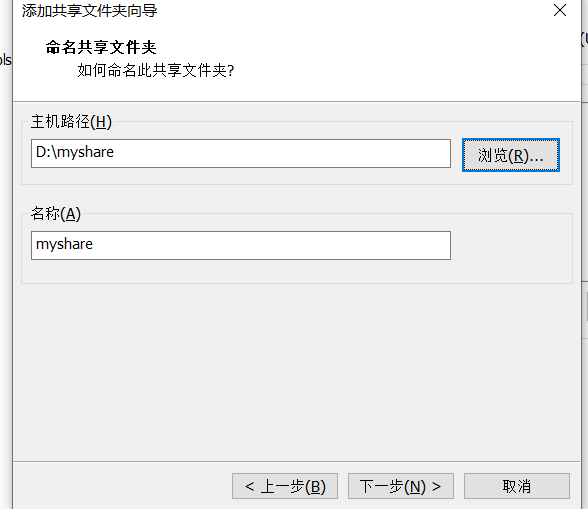 添加共享文件夹向导
命名共享文件夹
如何命名此共享文件夹?
主机路径(H)
D:\myshare
浏览(R)...
名称(A)
myshare
< 上一步(B)
下一步(N) >
取消